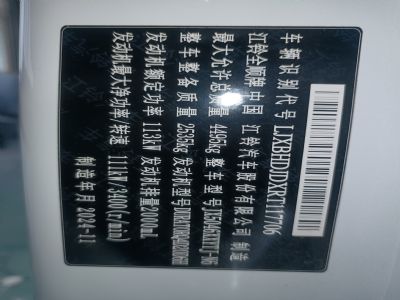 车辆识别代号
江铃全顺牌 中国 江铃汽车股份有限公司 制造
最大允许总质量 4495kg 整车型号
整车整备质量 2535kg 发动机型号
发动机额定功率 113kW 发动机排量 2000mL
发动机最大净功率/转速 111kW/3400(r/min)
制造年月 2024-11